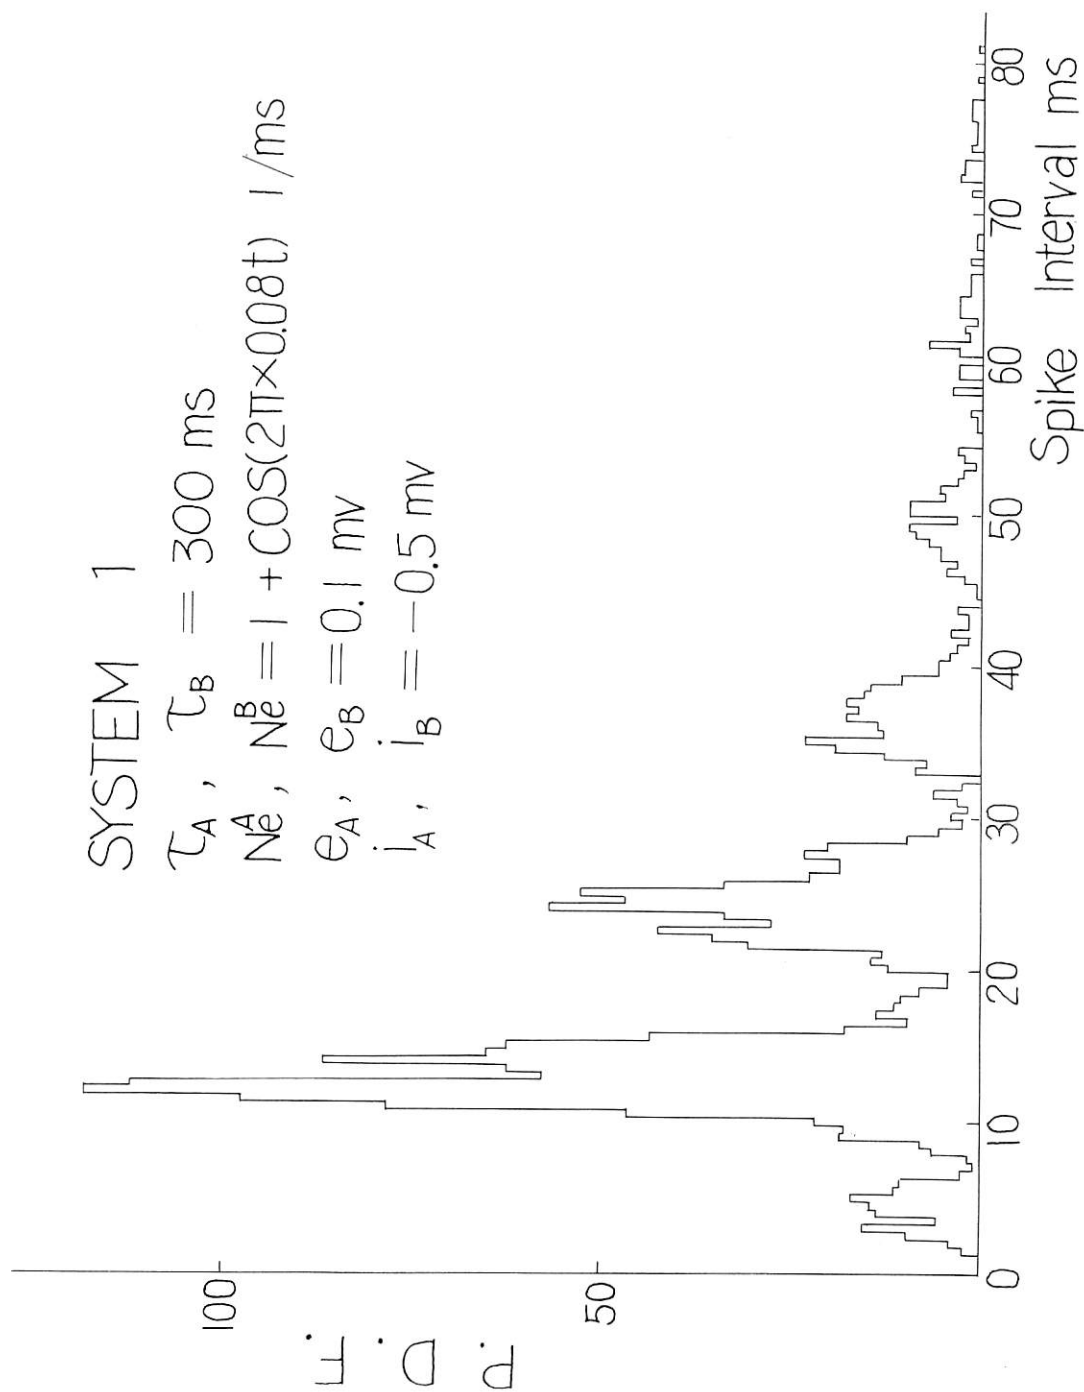 SYSTEM 1
τA, τB = 300 ms
NeA, NeB = 1 + COS(2π×0.08t) 1/ms
eA, eB = 0.1 mv
iA, iB = -0.5 mv
P. D. F.
100
50
0 10 20 30 40 50 60 70 80
Spike Interval ms